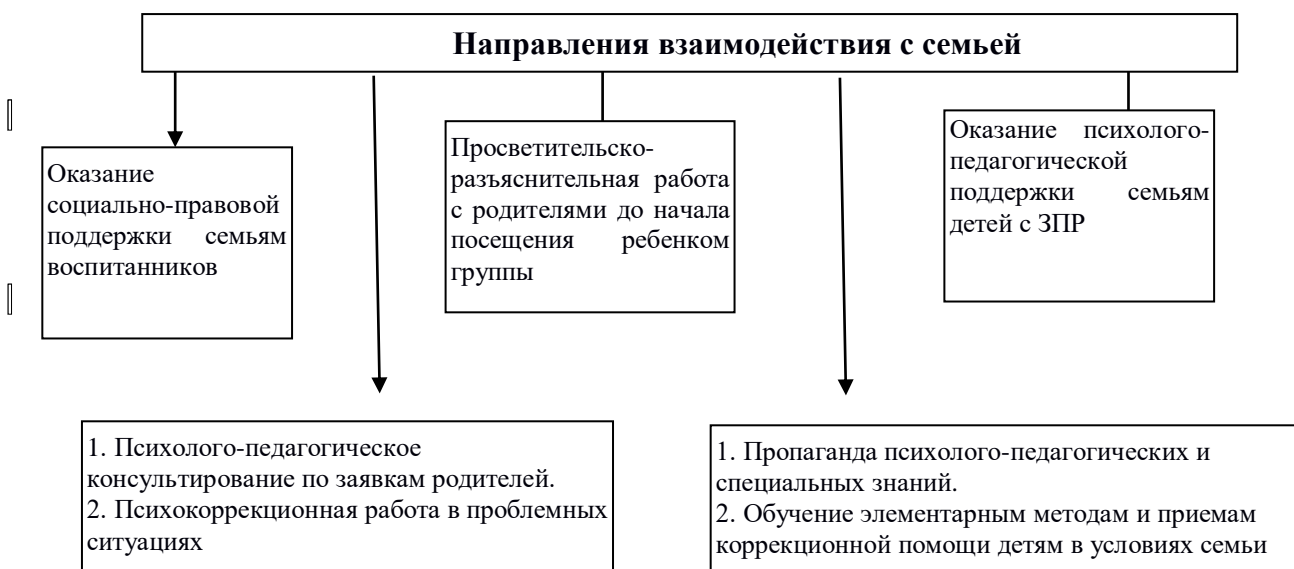 Направления взаимодействия с семьей
Оказание
социально-правовой
поддержки семьям
воспитанников
Просветительско-
разъяснительная работа
с родителями до начала
посещения ребенком
группы
Оказание психолого-
педагогической
поддержки семьям
детей с ЗПР
1. Психолого-педагогическое
консультирование по заявкам родителей.
2. Психокоррекционная работа в проблемных
ситуациях
1. Пропаганда психолого-педагогических и
специальных знаний.
2. Обучение элементарным методам и приемам
коррекционной помощи детям в условиях семьи